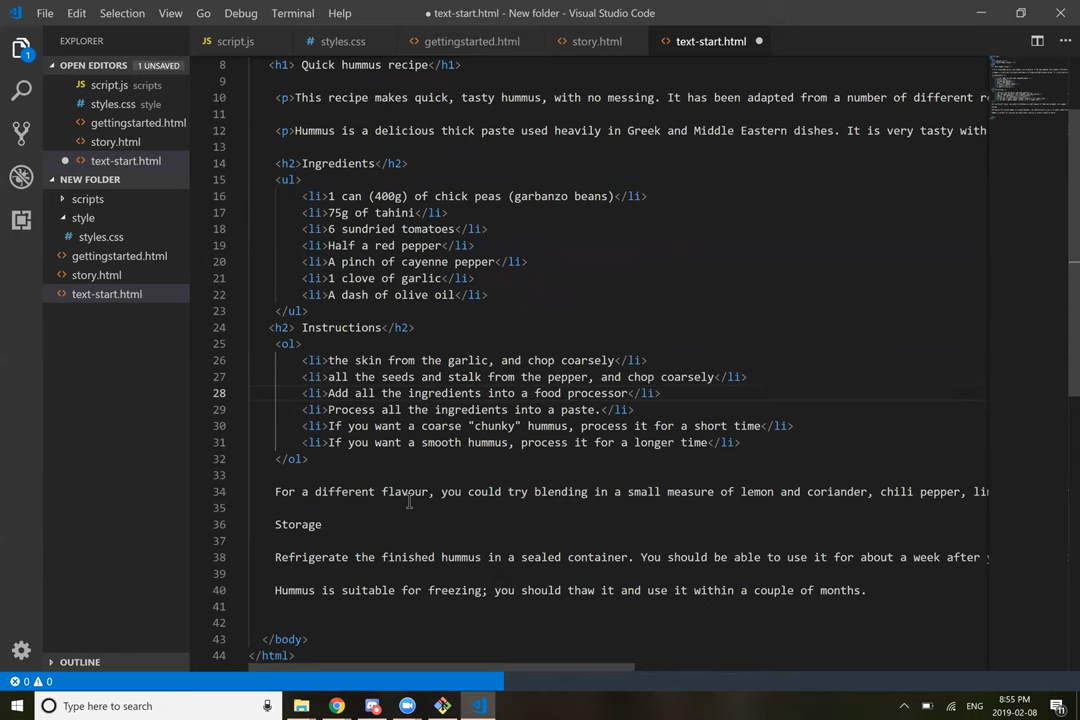 File Edit Selection View Go Debug Terminal Help
● text-start.html - New folder - Visual Studio Code
EXPLORER
script.js styles.css gettingstarted.html story.html text-start.html
OPEN EDITORS 1 UNSAVED
script.js scripts
styles.css style
gettingstarted.html
story.html
text-start.html
NEW FOLDER
scripts
style
styles.css
gettingstarted.html
story.html
text-start.html
OUTLINE
1
8 <h1> Quick hummus recipe</h1>
9
10 <p>This recipe makes quick, tasty hummus, with no messing. It has been adapted from a number of different r
11
12 <p>Hummus is a delicious thick paste used heavily in Greek and Middle Eastern dishes. It is very tasty with
13
14 <h2>Ingredients</h2>
15 <ul>
16 <li>1 can (400g) of chick peas (garbanzo beans)</li>
17 <li>75g of tahini</li>
18 <li>6 sundried tomatoes</li>
19 <li>Half a red pepper</li>
20 <li>A pinch of cayenne pepper</li>
21 <li>1 clove of garlic</li>
22 <li>A dash of olive oil</li>
23 </ul>
24 <h2> Instructions</h2>
25 <ol>
26 <li>the skin from the garlic, and chop coarsely</li>
27 <li>all the seeds and stalk from the pepper, and chop coarsely</li>
28 <li>Add all the ingredients into a food processor</li>
29 <li>Process all the ingredients into a paste.</li>
30 <li>If you want a coarse "chunky" hummus, process it for a short time</li>
31 <li>If you want a smooth hummus, process it for a longer time</li>
32 </ol>
33
34 For a different flavour, you could try blending in a small measure of lemon and coriander, chili pepper, lim
35
36 Storage
37
38 Refrigerate the finished hummus in a sealed container. You should be able to use it for about a week after y
39
40 Hummus is suitable for freezing; you should thaw it and use it within a couple of months.
41
42
43 </body>
44 </html>
0 0
Type here to search
ENG
8:55 PM
2019-02-08
11